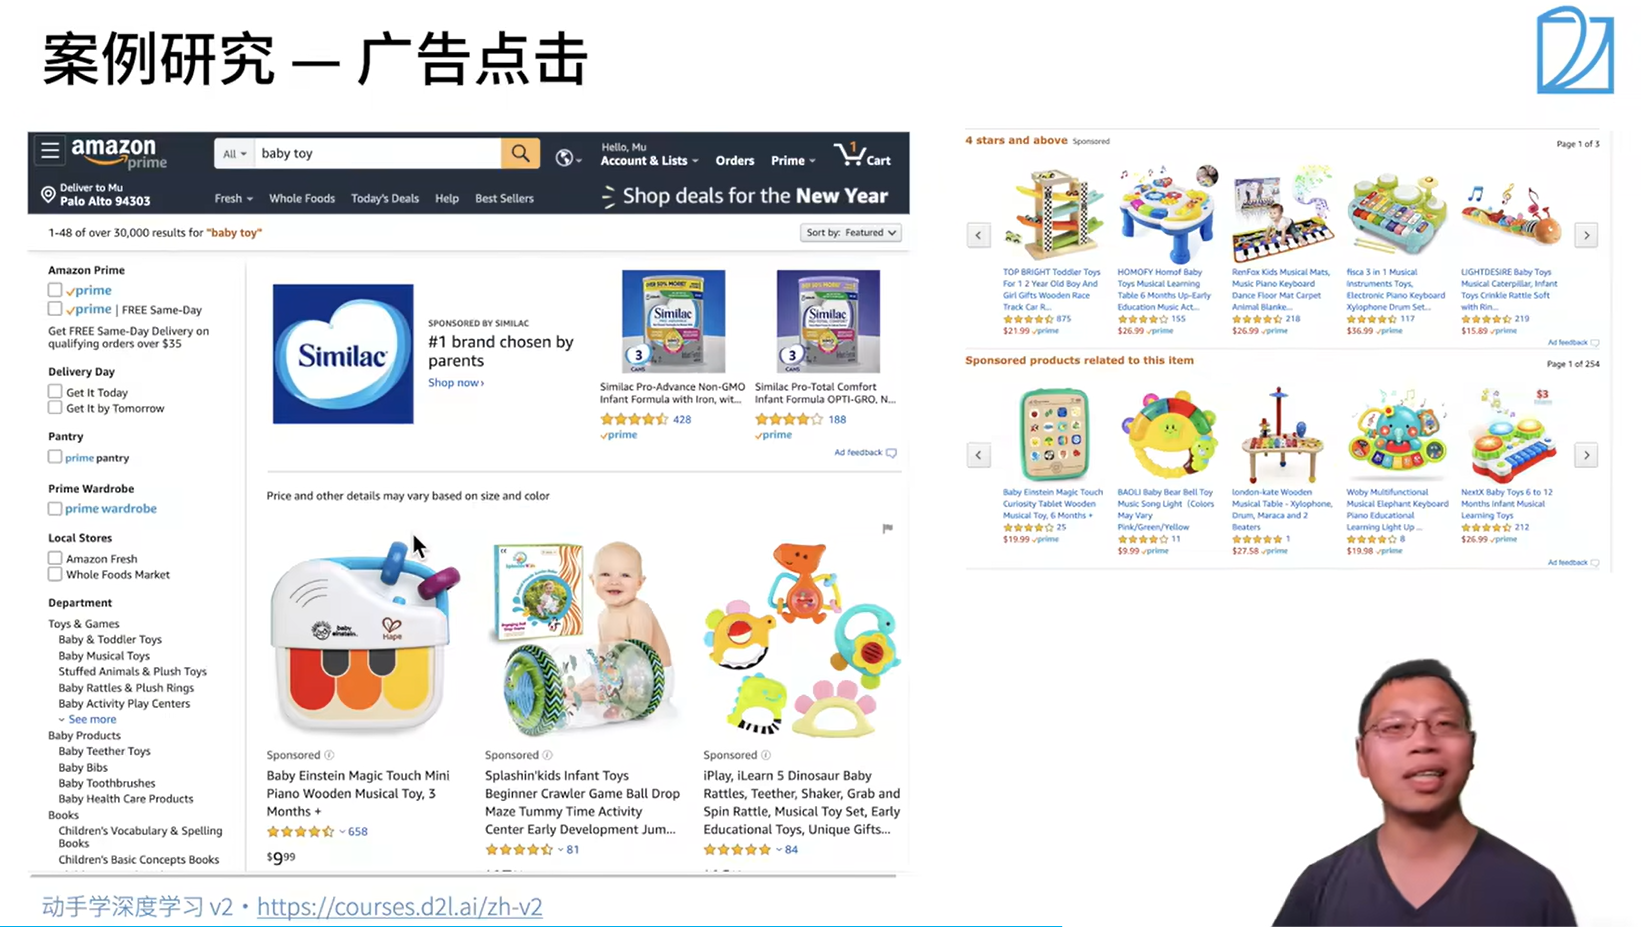 案例研究 — 广告点击
amazon
prime
All
baby toy
Hello, Mu
Account & Lists
Orders
Prime
1
Cart
Deliver to Mu
Palo Alto 94303
Fresh
Whole Foods
Today's Deals
Help
Best Sellers
Shop deals for the New Year
1-48 of over 30,000 results for "baby toy"
Sort by: Featured
Amazon Prime
prime
prime | FREE Same-Day
Get FREE Same-Day Delivery on
qualifying orders over $35
Delivery Day
Get It Today
Get It by Tomorrow
Pantry
prime pantry
Prime Wardrobe
prime wardrobe
Local Stores
Amazon Fresh
Whole Foods Market
Department
Toys & Games
Baby & Toddler Toys
Baby Musical Toys
Stuffed Animals & Plush Toys
Baby Rattles & Plush Rings
Baby Activity Play Centers
See more
Baby Products
Baby Teether Toys
Baby Bibs
Baby Toothbrushes
Baby Health Care Products
Books
Children's Vocabulary & Spelling
Books
Children's Basic Concepts Books
Similac
SPONSORED BY SIMILAC
#1 brand chosen by
parents
Shop now ›
Similac
3
CANS
Similac Pro-Advance Non-GMO
Infant Formula with Iron, wit...
428
prime
Similac
3
CANS
Similac Pro-Total Comfort
Infant Formula OPTI-GRO, N...
188
prime
Ad feedback
Price and other details may vary based on size and color
baby
einstein
Hape
Sponsored
Baby Einstein Magic Touch Mini
Piano Wooden Musical Toy, 3
Months +
658
$9⁹⁹
Sponsored
Splashin'kids Infant Toys
Beginner Crawler Game Ball Drop
Maze Tummy Time Activity
Center Early Development Jum...
81
Sponsored
iPlay, iLearn 5 Dinosaur Baby
Rattles, Teether, Shaker, Grab and
Spin Rattle, Musical Toy Set, Early
Educational Toys, Unique Gifts...
84
4 stars and above Sponsored
Page 1 of 3
TOP BRIGHT Toddler Toys
For 1 2 Year Old Boy And
Girl Gifts Wooden Race
Track Car R...
875
$21.99 prime
HOMOFY Homof Baby
Toys Musical Learning
Table 6 Months Up-Early
Education Music Act...
155
$26.99 prime
RenFox Kids Musical Mats,
Music Piano Keyboard
Dance Floor Mat Carpet
Animal Blanke...
218
$26.99 prime
fisca 3 in 1 Musical
Instruments Toys,
Electronic Piano Keyboard
Xylophone Drum Set...
117
$36.99 prime
LIGHTDESIRE Baby Toys
Musical Caterpillar, Infant
Toys Crinkle Rattle Soft
with Rin...
219
$15.89 prime
Ad feedback
Sponsored products related to this item
Page 1 of 254
$3
Baby Einstein Magic Touch
Curiosity Tablet Wooden
Musical Toy, 6 Months +
25
$19.99 prime
BAOLI Baby Bear Bell Toy
Music Song Light（Colors
May Vary
Pink/Green/Yellow
11
$9.99 prime
london-kate Wooden
Musical Table - Xylophone,
Drum, Maraca and 2
Beaters
1
$27.58 prime
Woby Multifunctional
Musical Elephant Keyboard
Piano Educational
Learning Light Up ...
8
$19.98 prime
NextX Baby Toys 6 to 12
Months Infant Musical
Learning Toys
212
$26.99 prime
Ad feedback
动手学深度学习 v2 • https://courses.d2l.ai/zh-v2